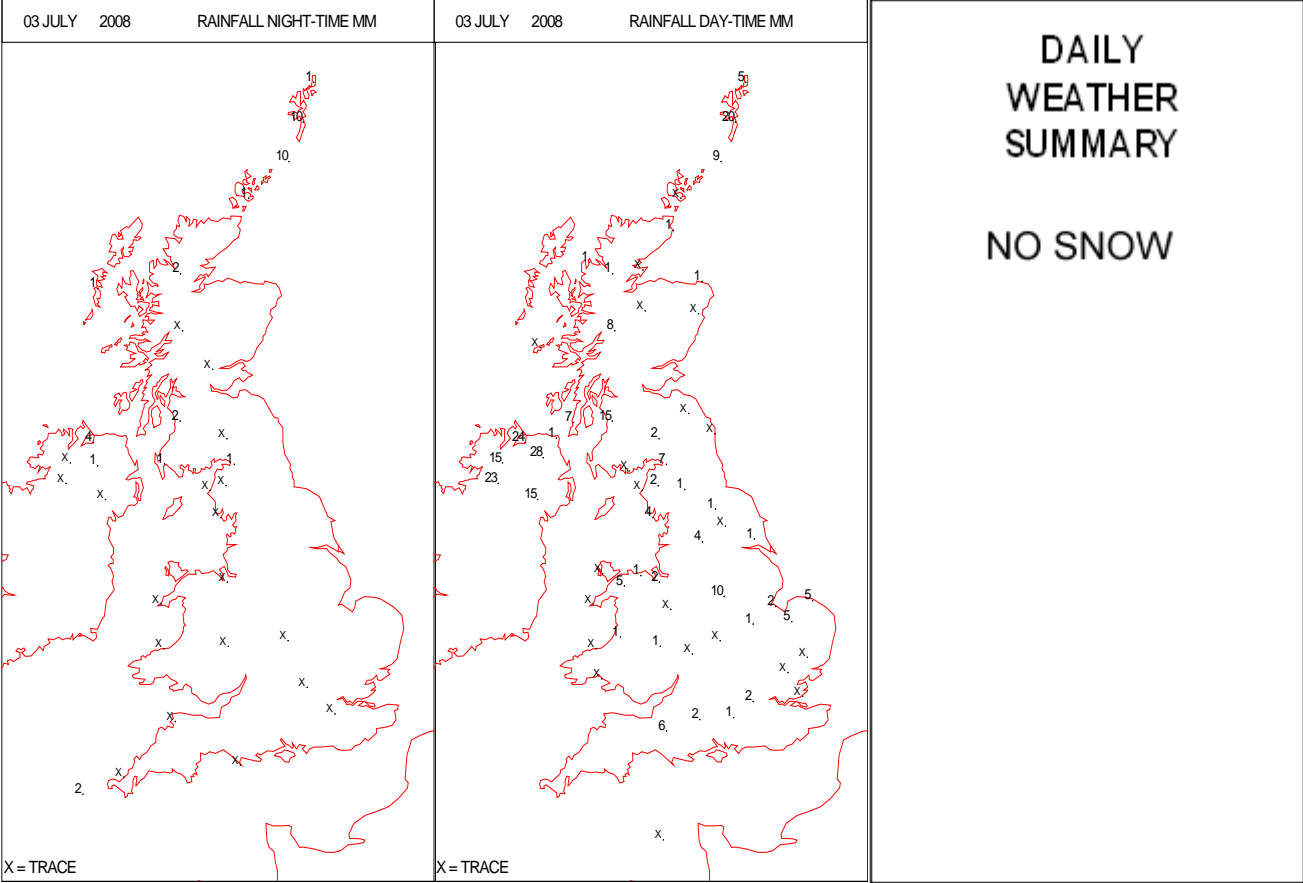 03 JULY 2008 RAINFALL NIGHT-TIME MM
1
10
10.
1.
2.
1
X.
X.
2
X.
4
X.
1.
1
1.
X.
X.
X.
X.
X
X
X
X
X.
X.
X.
X.
X.
X
X
X
2.
X = TRACE
03 JULY 2008 RAINFALL DAY-TIME MM
5
20
9.
X.
1.
1
1.
X.
1.
X.
X.
8.
X.
X.
7.
15
2.
X.
24
1.
28.
15.
X.
7.
23.
X.
2.
1.
15.
4
1.
X.
4.
1.
X
1.
2
5.
10.
X
X.
2.
5.
1.
5.
1.
X.
X
1.
X.
X.
X.
X
X
2.
2.
1.
6.
X.
X = TRACE
DAILY
WEATHER
SUMMARY
NO SNOW